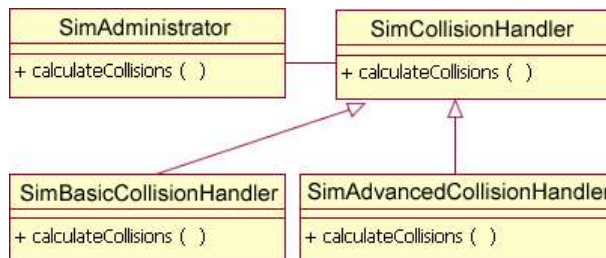 SimAdministrator
+ calculateCollisions ( )
SimCollisionHandler
+ calculateCollisions ( )
SimBasicCollisionHandler
+ calculateCollisions ( )
SimAdvancedCollisionHandler
+ calculateCollisions ( )